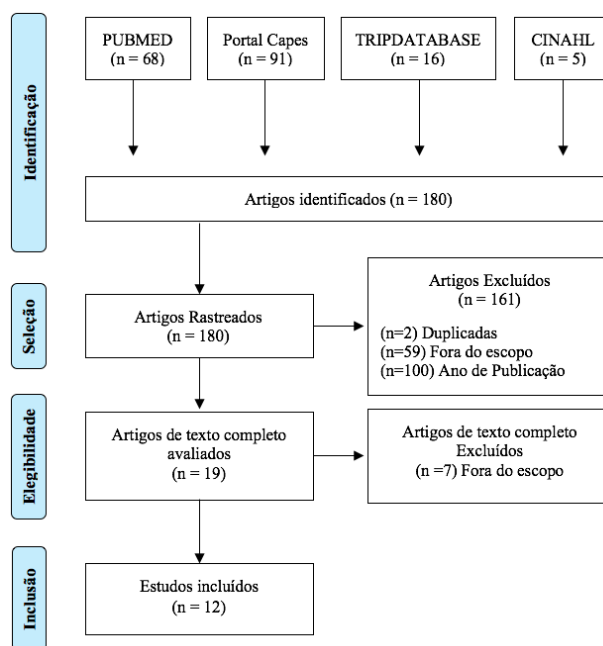 PUBMED
(n = 68)
Portal Capes
(n = 91)
TRIPDATABASE
(n = 16)
CINAHL
(n = 5)
Identificação
Artigos identificados (n = 180)
Seleção
Artigos Rastreados
(n = 180)
Artigos Excluídos
(n = 161)
(n=2) Duplicadas
(n=59) Fora do escopo
(n=100) Ano de Publicação
Elegibilidade
Artigos de texto completo
avaliados
(n = 19)
Artigos de texto completo
Excluídos
(n =7) Fora do escopo
Inclusão
Estudos incluídos
(n = 12)